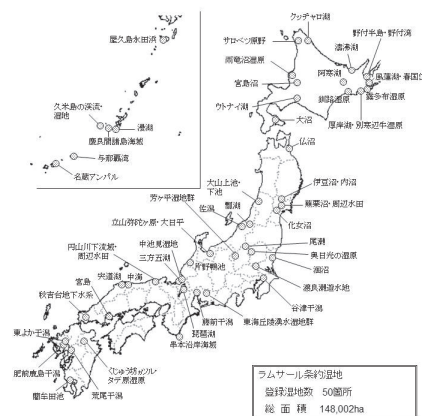 クッチャロ湖
屋久島永田浜
サロベツ原野
野付半島・野付湾
濤沸湖
雨竜沼湿原
阿寒湖
風蓮湖・春国岱
宮島沼
久米島の渓流・
湿地
ウトナイ湖
釧路湿原
霧多布湿原
漫湖
大沼
厚岸湖・別寒辺牛湿原
慶良間諸島海域
仏沼
与那覇湾
名蔵アンパル
芳ヶ平湿地群
大山上池・
下池
伊豆沼・内沼
瓢湖
蕪栗沼・周辺水田
佐潟
化女沼
立山弥陀ヶ原・大日平
円山川下流域・
周辺水田
中池見湿地
尾瀬
三方五湖
奥日光の湿原
宍道湖
中海
片野鴨池
涸沼
宮島
秋吉台地下水系
渡良瀬遊水地
谷津干潟
東よか干潟
藤前干潟
東海丘陵湧水湿地群
琵琶湖
串本沿岸海域
肥前鹿島干潟
くじゅう坊ガツル・
タデ原湿原
藺牟田池
荒尾干潟
ラムサール条約湿地
登録湿地数 50箇所
総面積 148,002ha